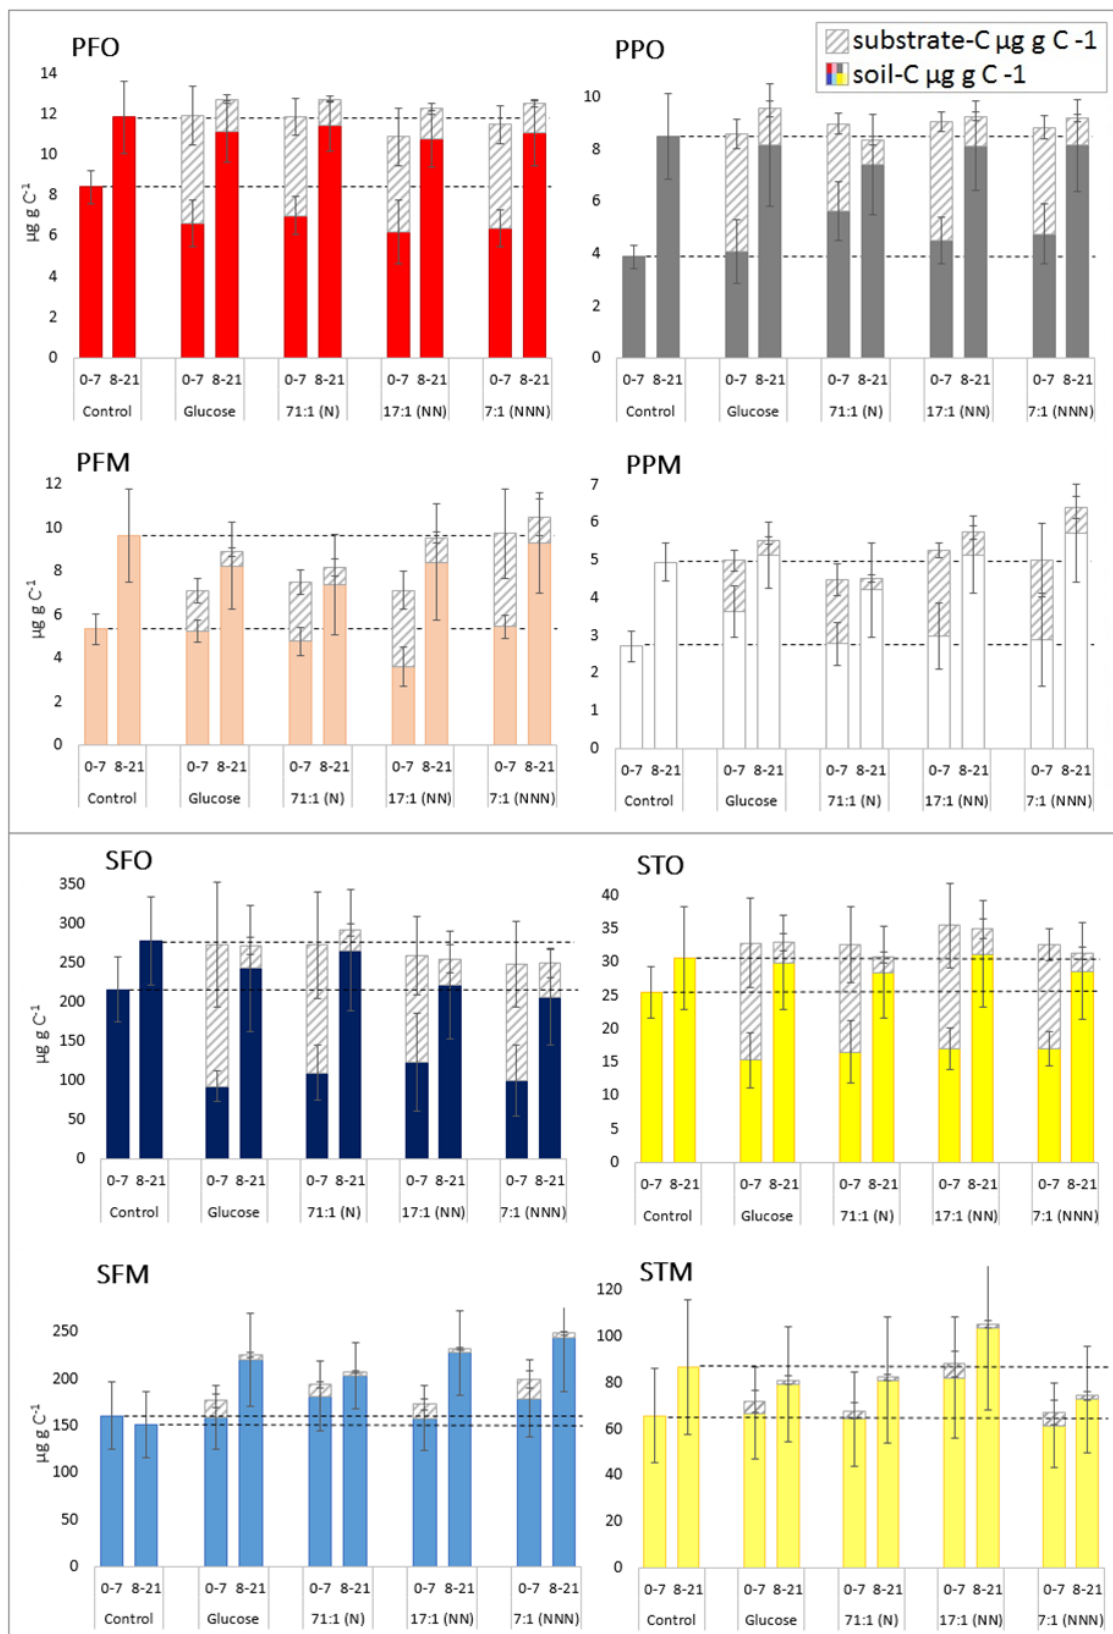 PFO
PPO
substrate-C µg g C -1
soil-C µg g C -1
µg g C-1
14
12
10
8
6
4
2
0
10
8
6
4
2
0
0-7 8-21 0-7 8-21 0-7 8-21 0-7 8-21 0-7 8-21
Control Glucose 71:1 (N) 17:1 (NN) 7:1 (NNN)
0-7 8-21 0-7 8-21 0-7 8-21 0-7 8-21 0-7 8-21
Control Glucose 71:1 (N) 17:1 (NN) 7:1 (NNN)
PFM
PPM
µg g C-1
12
10
8
6
4
2
0
7
6
5
4
3
2
1
0
0-7 8-21 0-7 8-21 0-7 8-21 0-7 8-21 0-7 8-21
Control Glucose 71:1 (N) 17:1 (NN) 7:1 (NNN)
0-7 8-21 0-7 8-21 0-7 8-21 0-7 8-21 0-7 8-21
Control Glucose 71:1 (N) 17:1 (NN) 7:1 (NNN)
SFO
STO
µg g C-1
350
300
250
200
150
100
50
0
40
35
30
25
20
15
10
5
0
0-7 8-21 0-7 8-21 0-7 8-21 0-7 8-21 0-7 8-21
Control Glucose 71:1 (N) 17:1 (NN) 7:1 (NNN)
0-7 8-21 0-7 8-21 0-7 8-21 0-7 8-21 0-7 8-21
Control Glucose 71:1 (N) 17:1 (NN) 7:1 (NNN)
SFM
STM
µg g C-1
250
200
150
100
50
0
120
100
80
60
40
20
0
0-7 8-21 0-7 8-21 0-7 8-21 0-7 8-21 0-7 8-21
Control Glucose 71:1 (N) 17:1 (NN) 7:1 (NNN)
0-7 8-21 0-7 8-21 0-7 8-21 0-7 8-21 0-7 8-21
Control Glucose 71:1 (N) 17:1 (NN) 7:1 (NNN)